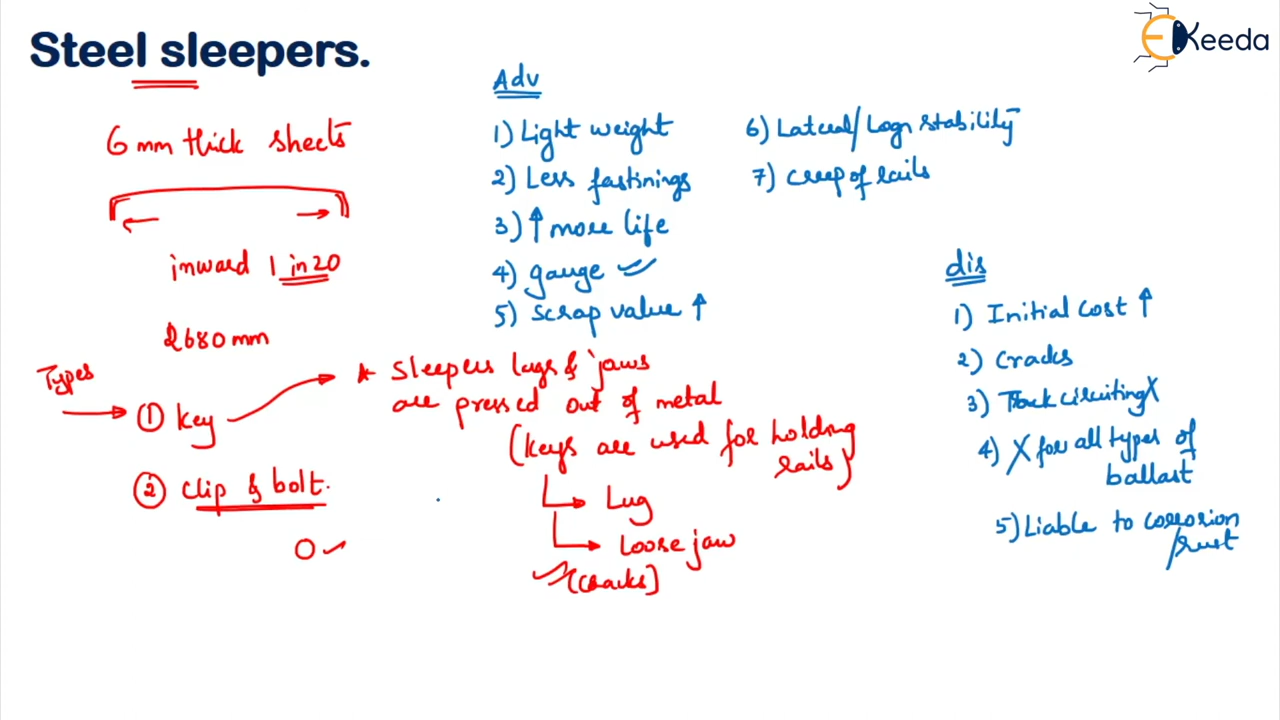 Steel sleepers.
EKeeda
6 mm thick sheets
inward 1 in 20
2680 mm
Types
① Key
② Clip & bolt.
Adv
1) Light weight
2) Less fastinings
3) ↑ more life
4) gauge ✓
5) Scrap value ↑
6) Lateral/Logn stability
7) Creep of rails
* Sleepers lugs & jaws
are pressed out of metal
(Keys are used for holding
rails)
Lug
Loose jaw
(Cracks)
dis
1) Initial cost ↑
2) Cracks
3) Track circuiting X
4) X for all types of
ballast
5) Liable to corrosion
/rust